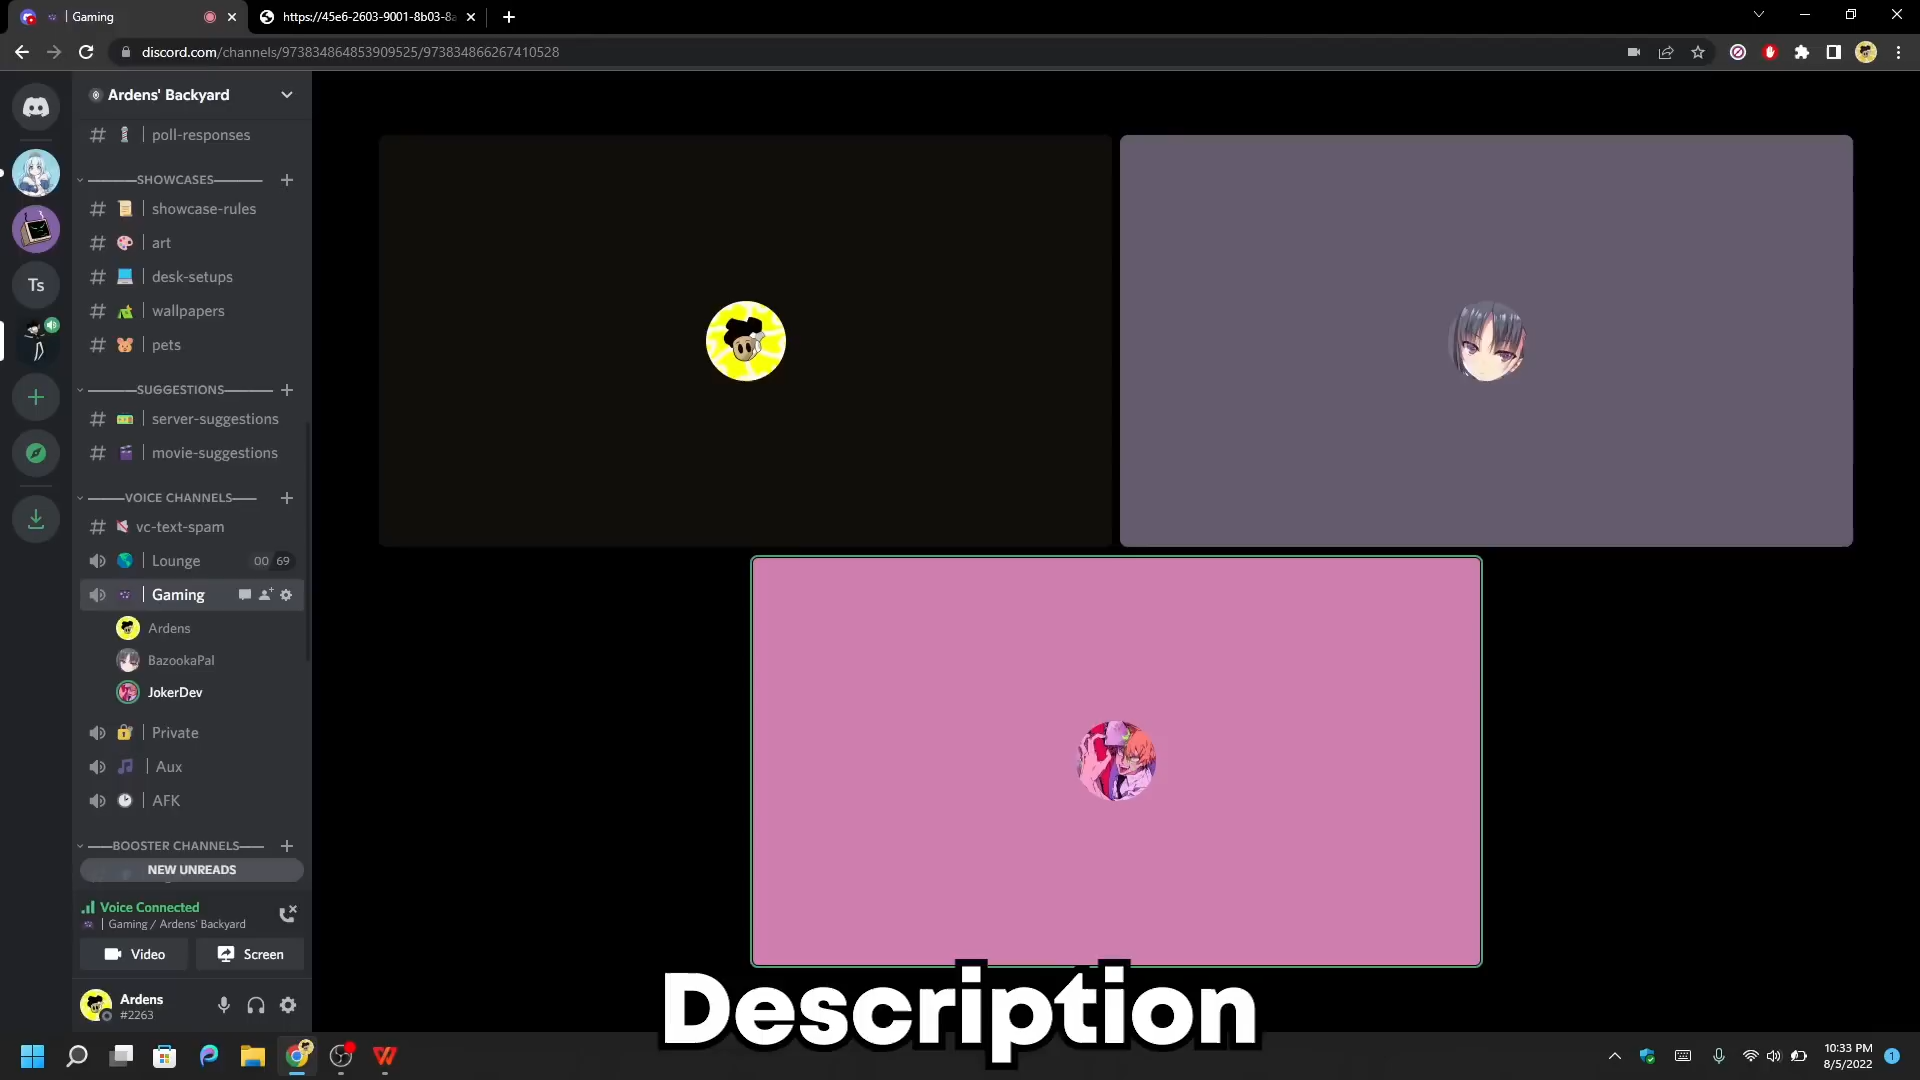 | Gaming
https://45e6-2603-9001-8b03-8a
discord.com/channels/973834864853909525/973834866267410528
Ardens' Backyard
# | poll-responses
SHOWCASES
# | showcase-rules
# | art
# | desk-setups
# | wallpapers
# | pets
Ts
SUGGESTIONS
# | server-suggestions
# | movie-suggestions
VOICE CHANNELS
# vc-text-spam
| Lounge 00 69
| Gaming
Ardens
BazookaPal
JokerDev
| Private
| Aux
| AFK
BOOSTER CHANNELS
NEW UNREADS
Voice Connected
| Gaming / Ardens' Backyard
Video Screen
Ardens
#2263
Description
10:33 PM
8/5/2022
1